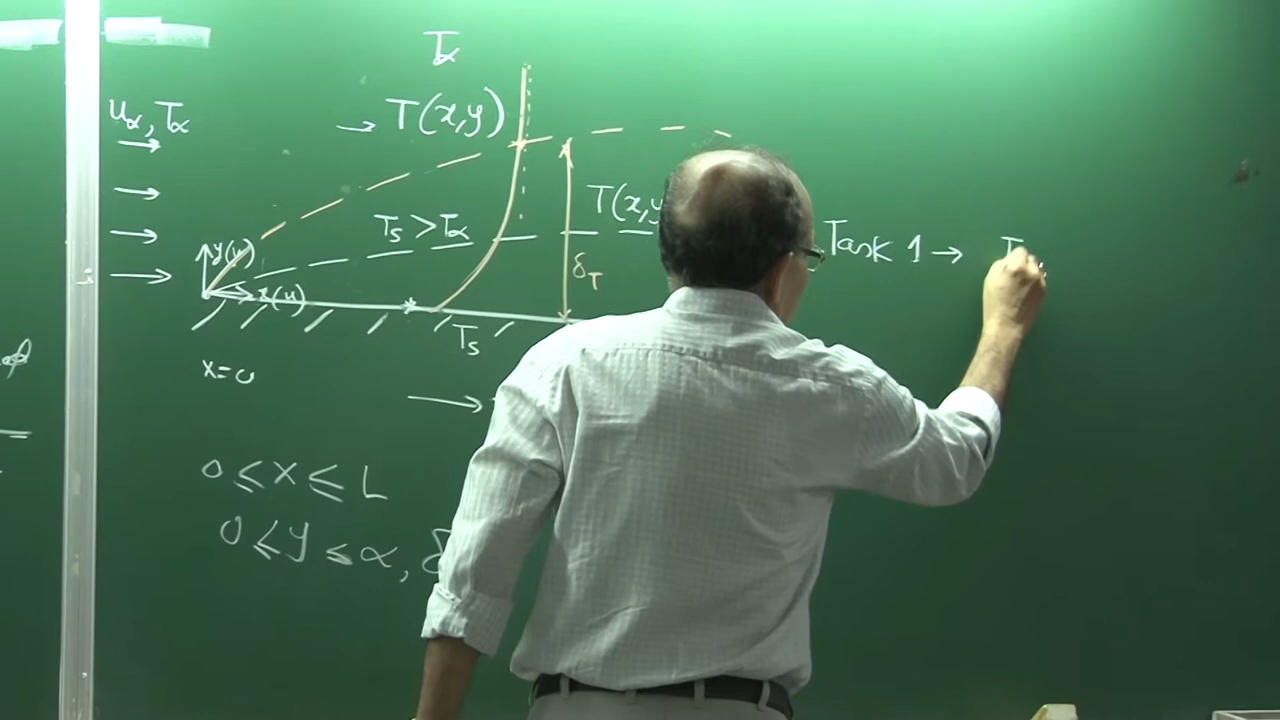 T∝
u∝, T∝
→ T(x,y)
T(x,y
Ts > T∝
y(v)
x(u)
δT
Ts
Task 1 → T
x=0
0 ≤ x ≤ L
0 ≤ y ≤ ∝, δ